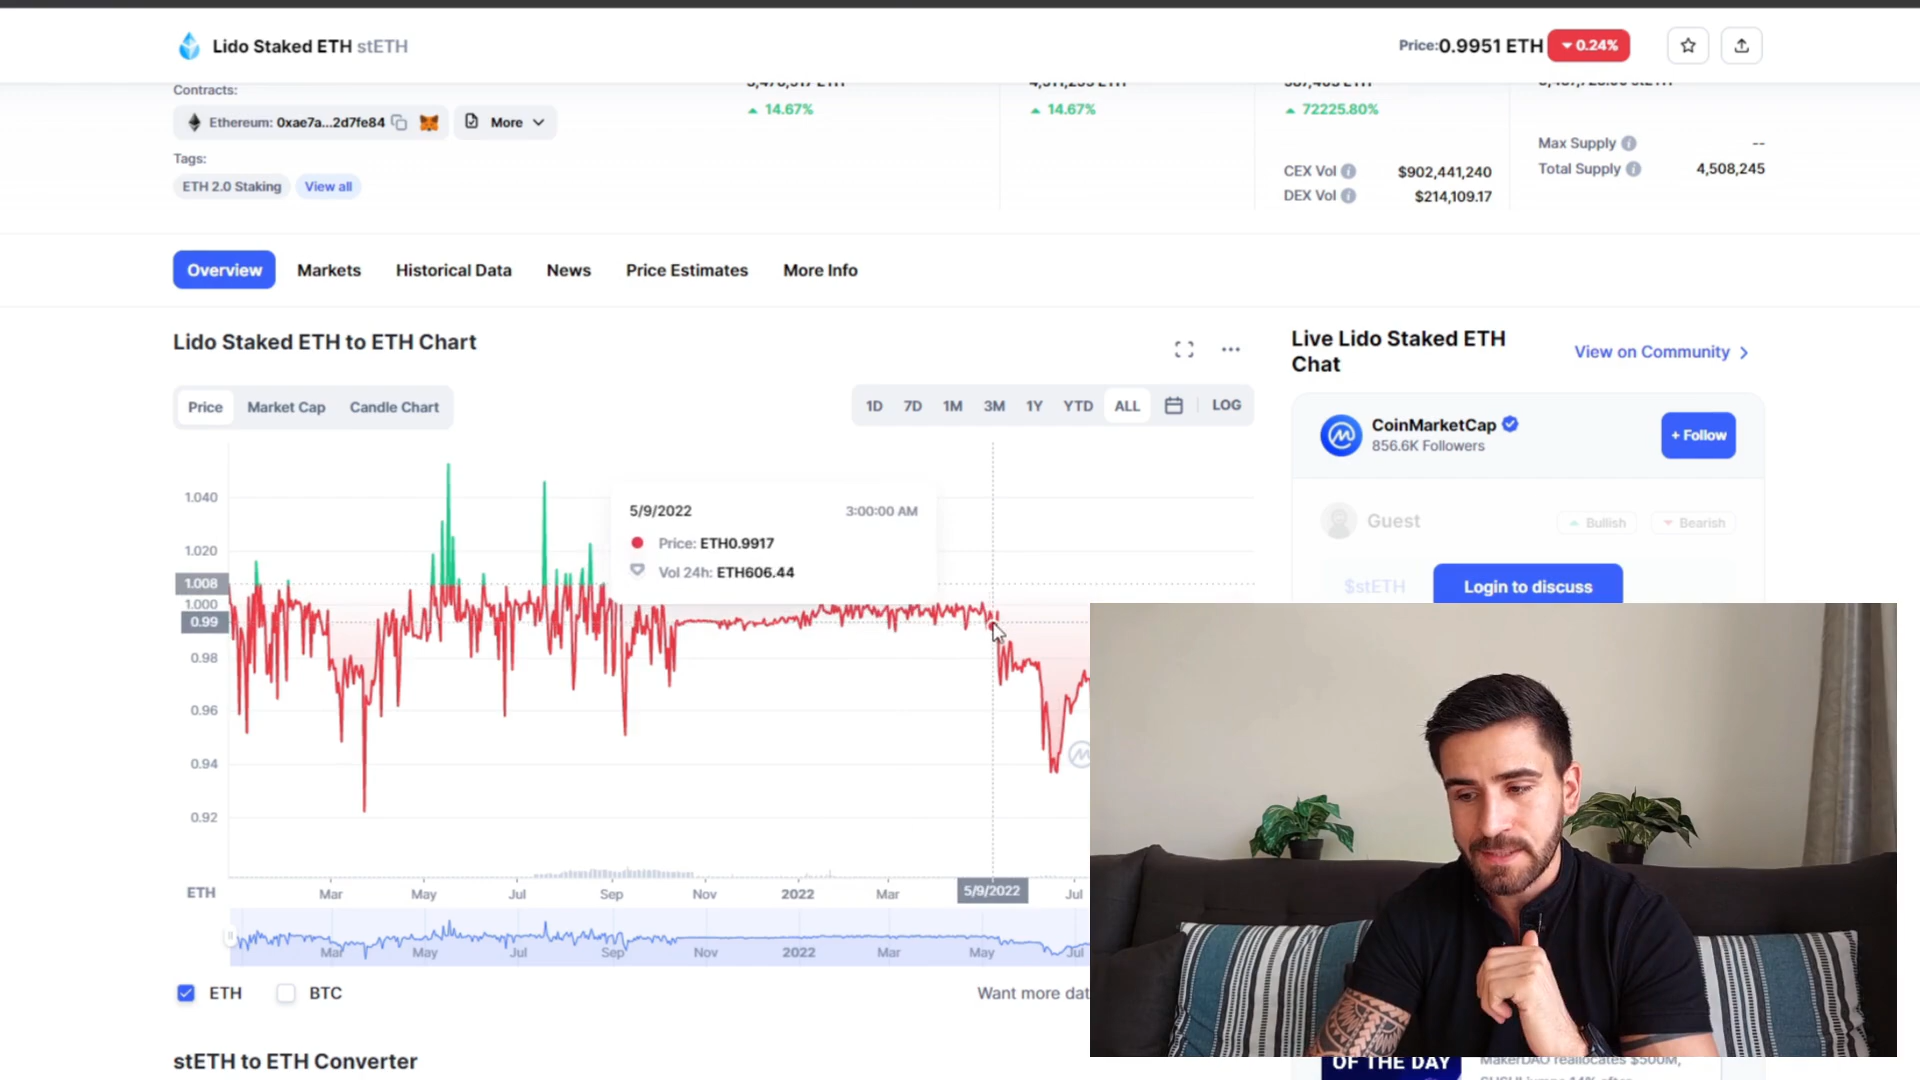 Lido Staked ETH stETH
Price:0.9951 ETH 0.24%
Contracts:
Ethereum: 0xae7a...2d7fe84
More
14.67%
14.67%
72225.80%
Max Supply --
Total Supply 4,508,245
CEX Vol $902,441,240
DEX Vol $214,109.17
Tags:
ETH 2.0 Staking
View all
Overview
Markets
Historical Data
News
Price Estimates
More Info
Lido Staked ETH to ETH Chart
Price
Market Cap
Candle Chart
1D 7D 1M 3M 1Y YTD ALL LOG
1.040
1.020
1.008
1.000
0.99
0.98
0.96
0.94
0.92
5/9/2022 3:00:00 AM
Price: ETH0.9917
Vol 24h: ETH606.44
ETH
Mar May Jul Sep Nov 2022 Mar 5/9/2022 Jul
Mar May Jul Sep Nov 2022 Mar May Jul
ETH
BTC
Want more dat
stETH to ETH Converter
Live Lido Staked ETH
Chat
View on Community
CoinMarketCap
856.6K Followers
+ Follow
Guest
Bullish
Bearish
$stETH
Login to discuss
OF THE DAY
MakerDAO reallocates $500M,